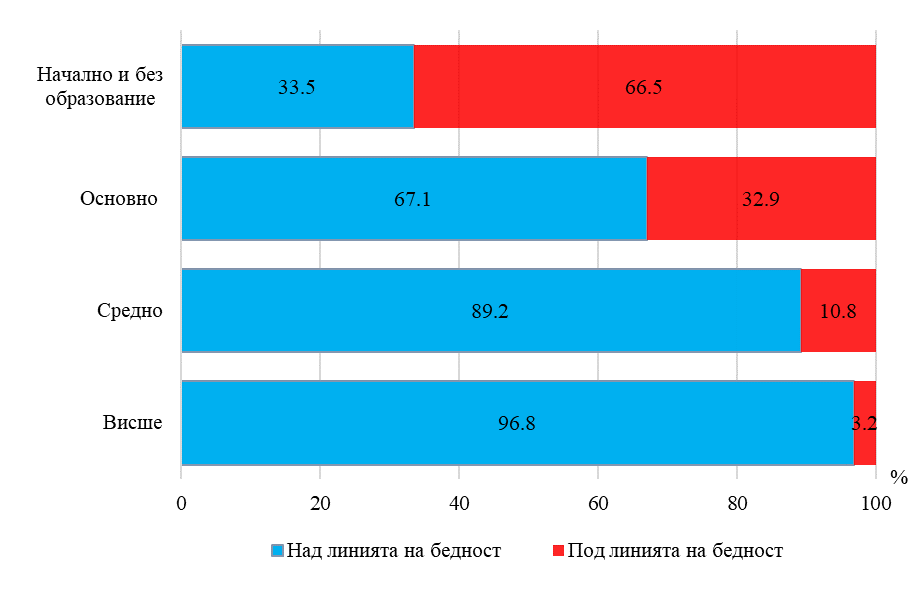 Начално и без
образование
33.5
66.5
Основно
67.1
32.9
Средно
89.2
10.8
Висше
96.8
3.2
%
0 20 40 60 80 100
Над линията на бедност
Под линията на бедност